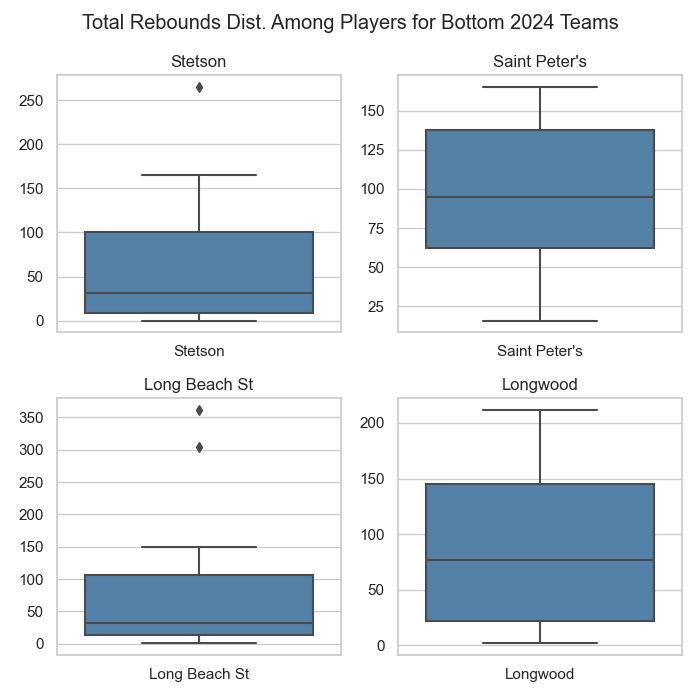 Total Rebounds Dist. Among Players for Bottom 2024 Teams
Stetson
250
200
150
100
50
0
Stetson
Saint Peter's
150
125
100
75
50
25
Saint Peter's
Long Beach St
350
300
250
200
150
100
50
0
Long Beach St
Longwood
200
150
100
50
0
Longwood